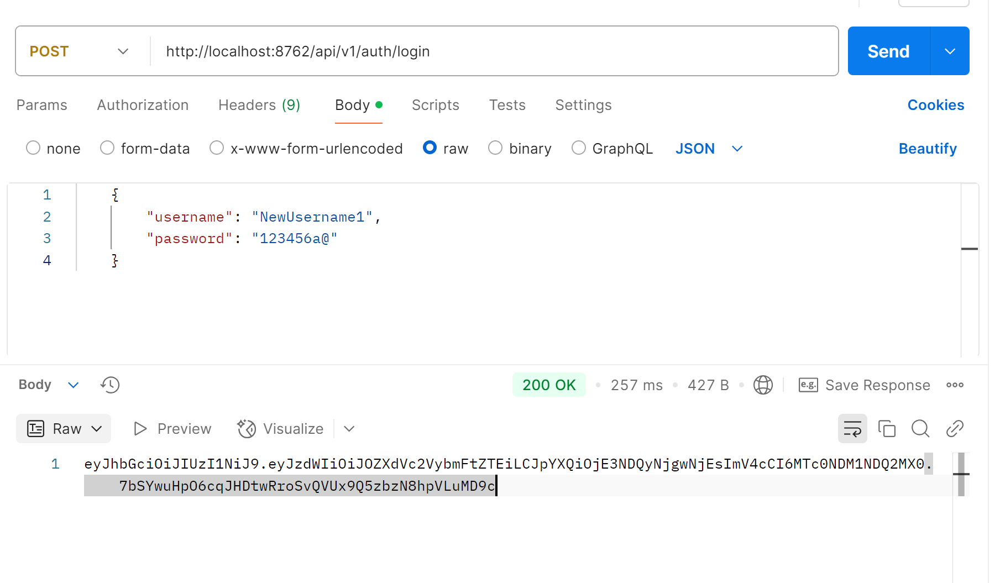 POST
http://localhost:8762/api/v1/auth/login
Send
Params Authorization Headers (9) Body Scripts Tests Settings Cookies
none form-data x-www-form-urlencoded raw binary GraphQL JSON Beautify
1 {
2 "username": "NewUsername1",
3 "password": "123456a@"
4 }
Body 200 OK 257 ms 427 B e.g. Save Response
Raw Preview Visualize
1 eyJhbGciOiJIUzI1NiJ9.eyJzdWIiOiJOZXdVc2VybmFtZTEiLCJpYXQiOjE3NDQyNjgwNjEsImV4cCI6MTc0NDM1NDQ2MX0.
7bSYwuHpO6cqJHDtwRroSvQVUx9Q5zbzN8hpVLuMD9c